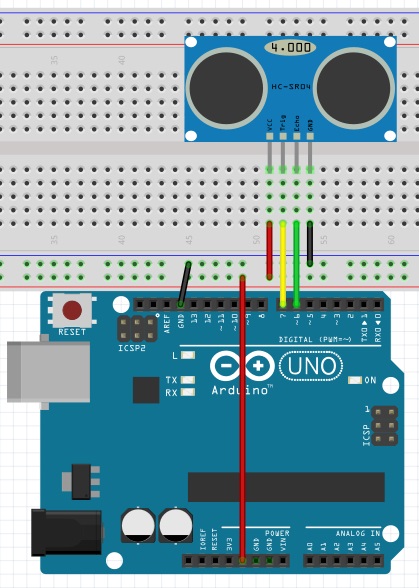 35
40
4.000
HC-SR04
VCC
Trig
Echo
GND
35
40
45
50
55
60
RESET
ICSP2
AREF
GND
13
12
~11
~10
~9
8
7
~6
~5
4
~3
2
TXD▶1
RXD◀0
DIGITAL (PWM=~)
L
TX
RX
UNO
ON
Arduino™
1
ICSP
IOREF
RESET
3V3
GND
GND
VIN
POWER
ANALOG IN
A0
A1
A2
A3
A4
A5